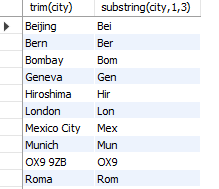 trim(city) substring(city,1,3)
Beijing Bei
Bern Ber
Bombay Bom
Geneva Gen
Hiroshima Hir
London Lon
Mexico City Mex
Munich Mun
OX9 9ZB OX9
Roma Rom